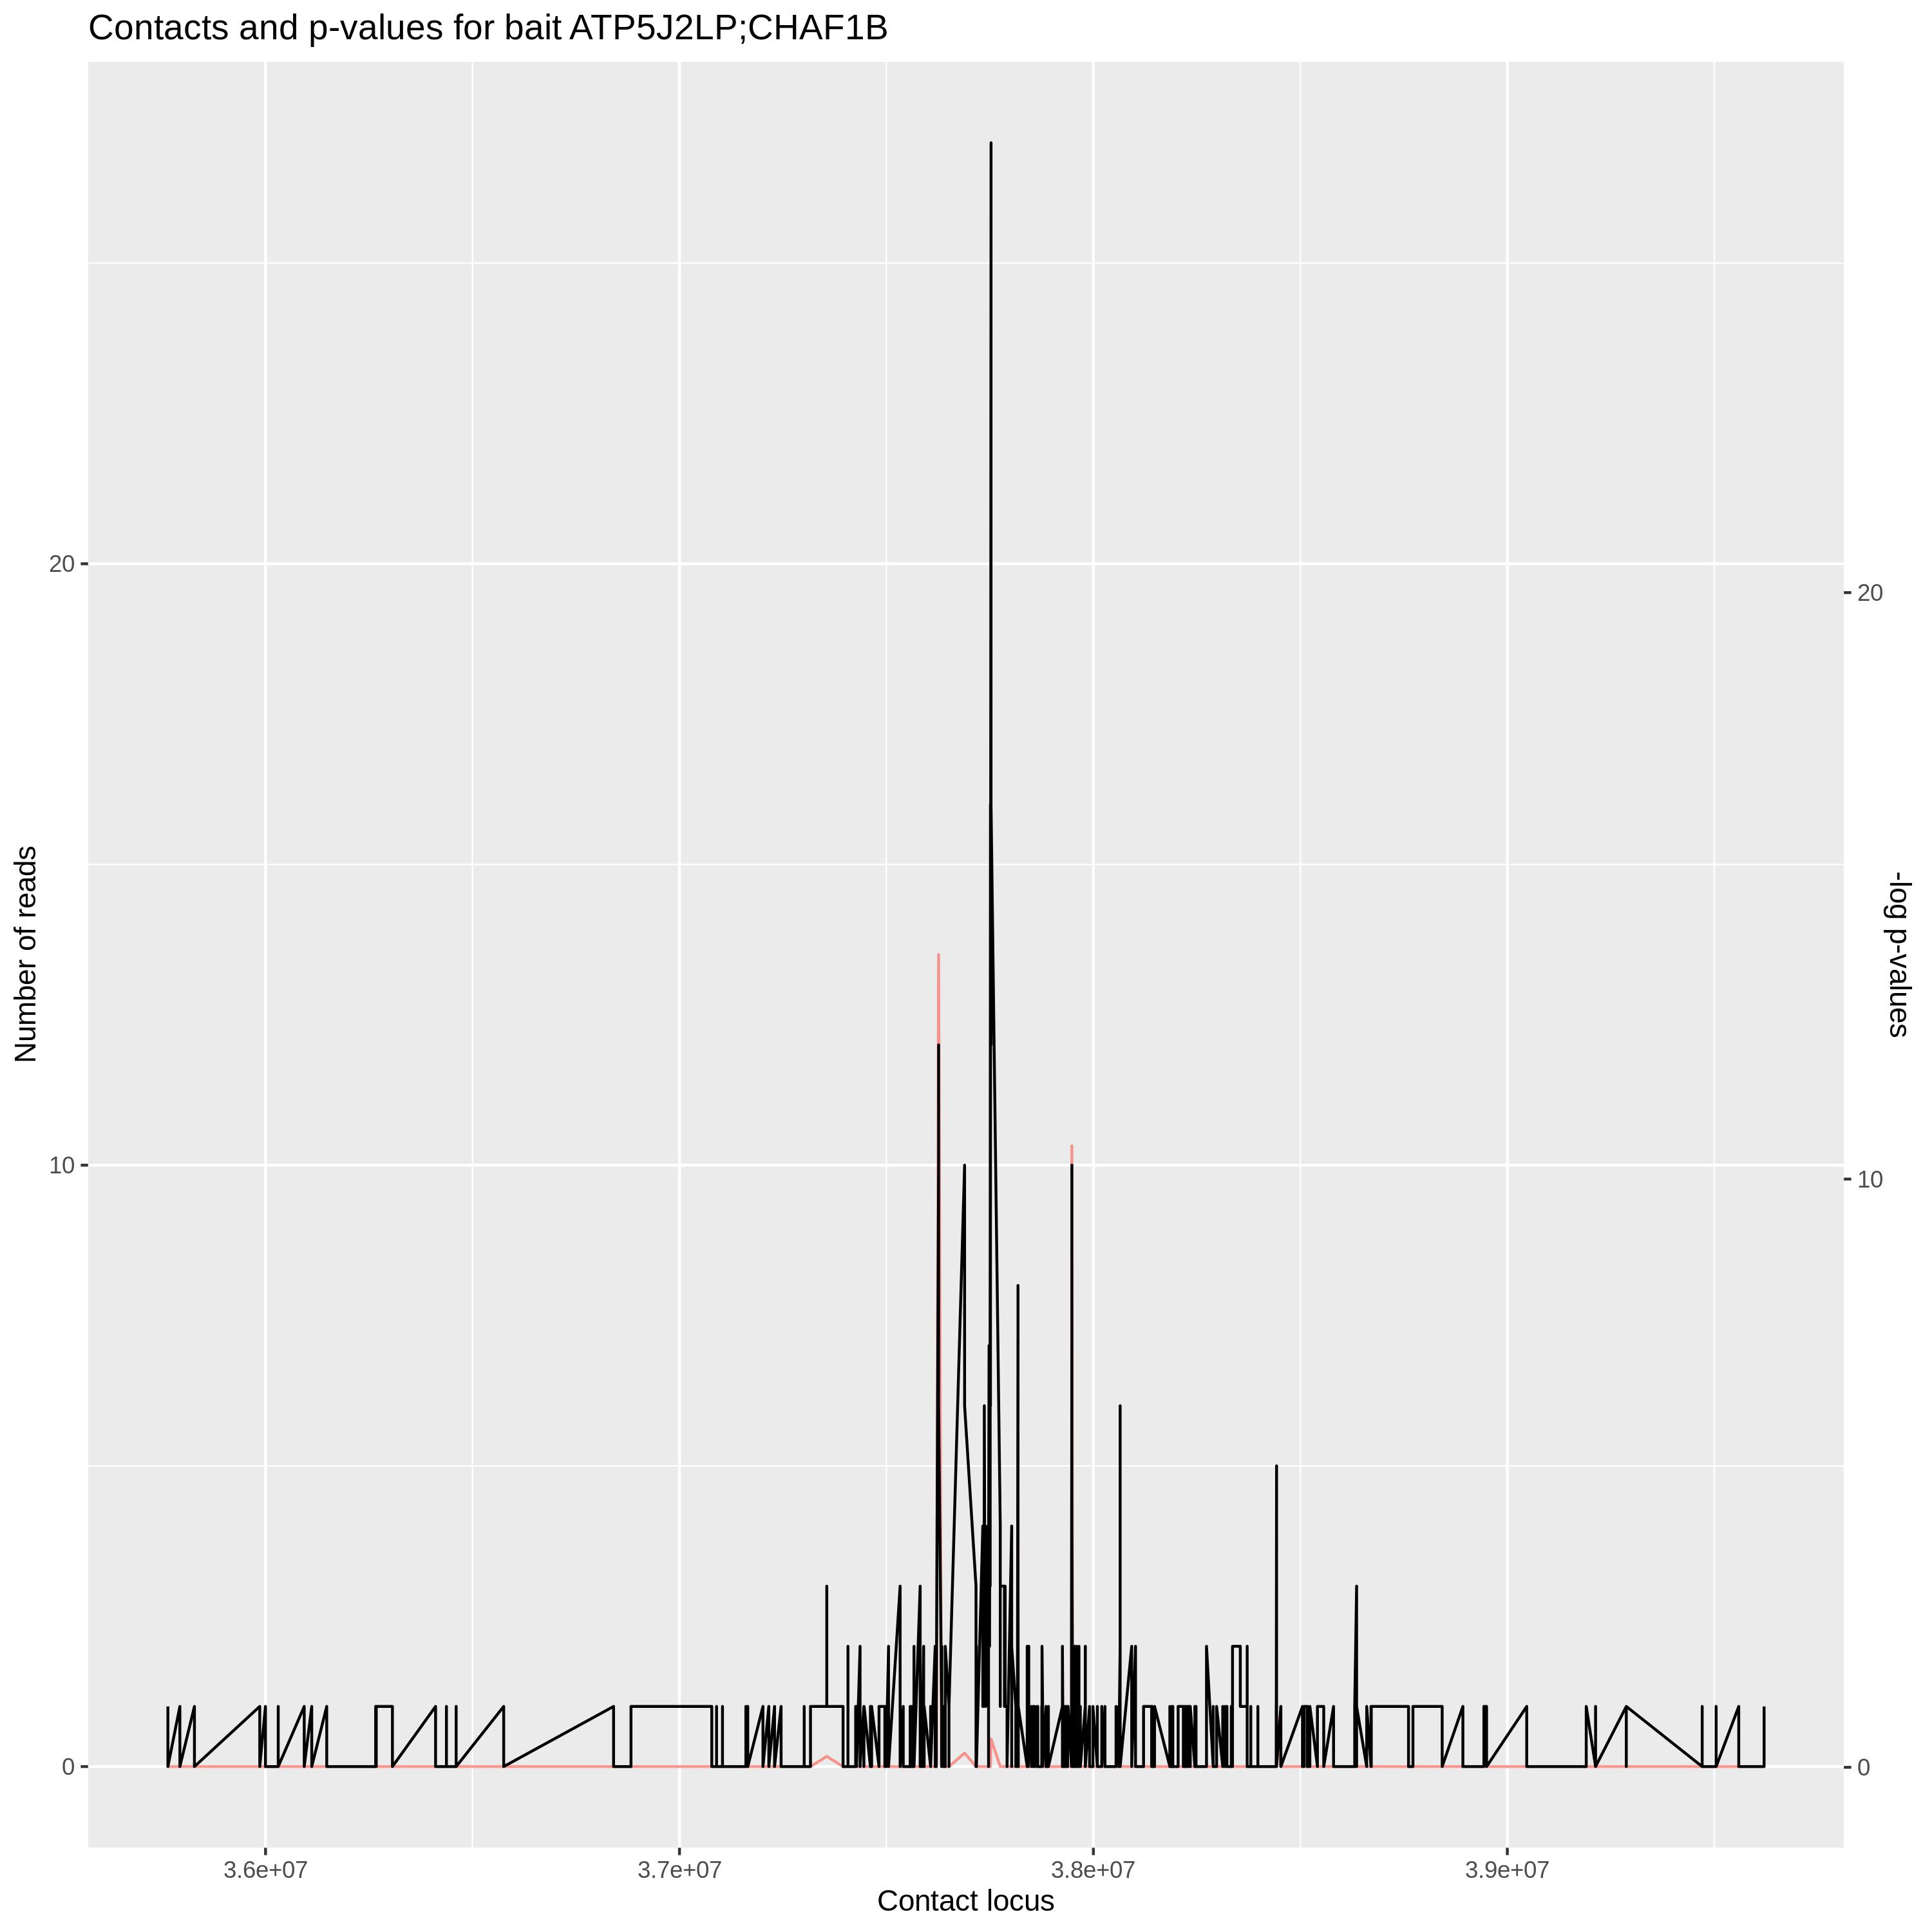 Contacts and p-values for bait ATP5J2LP;CHAF1B
20
20
Number of reads
-log p-values
10
10
0
0
3.6e+07
3.7e+07
3.8e+07
3.9e+07
Contact locus